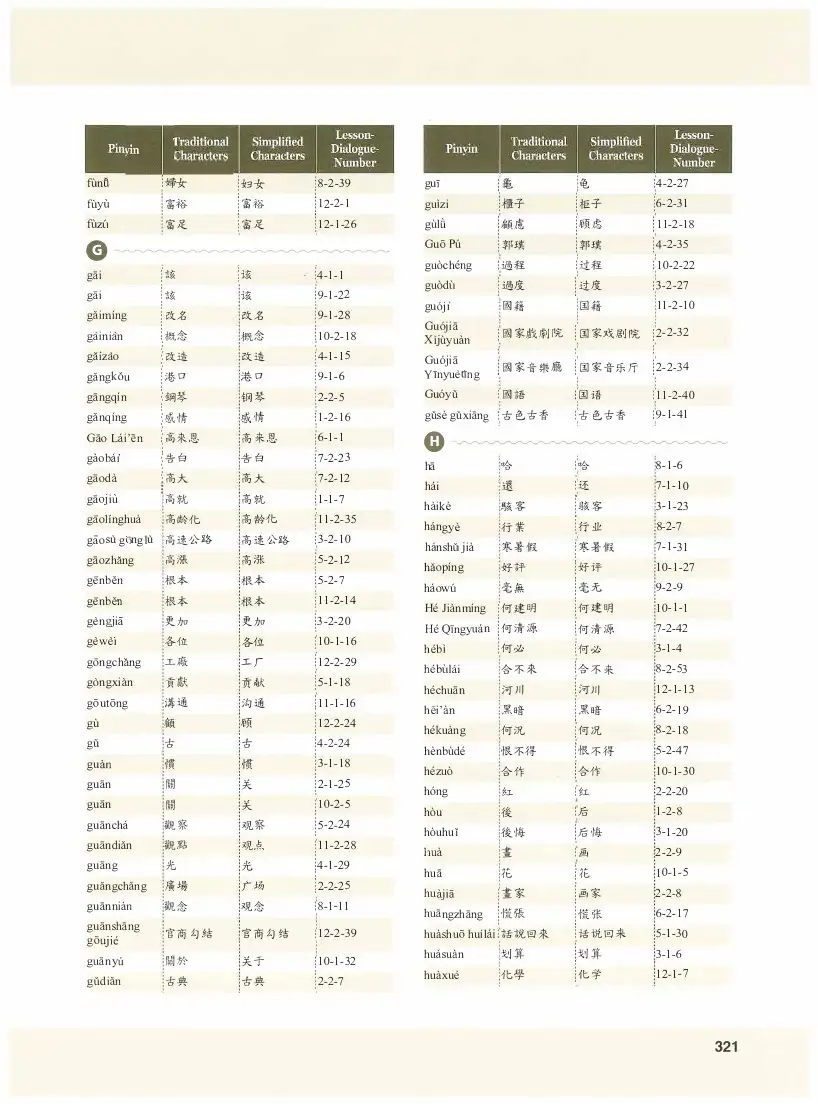 Pinyin Traditional Characters Simplified Characters Lesson-Dialogue-Number
fùnǚ 婦女 妇女 8-2-39
fùyù 富裕 富裕 12-2-1
fùzú 富足 富足 12-1-26
G
gāi 該 该 4-1-1
gāi 該 该 9-1-22
gǎimíng 改名 改名 9-1-28
gàiniàn 概念 概念 10-2-18
gǎizào 改造 改造 4-1-15
gǎngkǒu 港口 港口 9-1-6
gāngqín 鋼琴 钢琴 2-2-5
gǎnqíng 感情 感情 1-2-16
Gāo Lái’ēn 高來恩 高来恩 6-1-1
gàobái 告白 告白 7-2-23
gāodà 高大 高大 7-2-12
gāojiù 高就 高就 1-1-7
gāolínghuà 高齡化 高龄化 11-2-35
gāosù gōnglù 高速公路 高速公路 3-2-10
gāozhǎng 高漲 高涨 5-2-12
gēnběn 根本 根本 5-2-7
gēnběn 根本 根本 11-2-14
gèngjiā 更加 更加 3-2-20
gèwèi 各位 各位 10-1-16
gōngchǎng 工廠 工厂 12-2-29
gòngxiàn 貢獻 贡献 5-1-18
gōutōng 溝通 沟通 11-1-16
gù 顧 顾 12-2-24
gǔ 古 古 4-2-24
guàn 慣 惯 3-1-18
guān 關 关 2-1-25
guān 關 关 10-2-5
guānchá 觀察 观察 5-2-24
guāndiǎn 觀點 观点 11-2-28
guāng 光 光 4-1-29
guǎngchǎng 廣場 广场 2-2-25
guānniàn 觀念 观念 8-1-11
guānshāng gōujié 官商勾結 官商勾结 12-2-39
guānyú 關於 关于 10-1-32
gǔdiǎn 古典 古典 2-2-7
Pinyin Traditional Characters Simplified Characters Lesson-Dialogue-Number
guī 龜 龟 4-2-27
guìzi 櫃子 柜子 6-2-31
gùlǜ 顧慮 顾虑 11-2-18
Guō Pú 郭璞 郭璞 4-2-35
guòchéng 過程 过程 10-2-22
guòdù 過度 过度 3-2-27
guójí 國籍 国籍 11-2-10
Guójiā Xìjùyuàn 國家戲劇院 国家戏剧院 2-2-32
Guójiā Yīnyuètīng 國家音樂廳 国家音乐厅 2-2-34
Guóyǔ 國語 国语 11-2-40
gǔsè gǔxiāng 古色古香 古色古香 9-1-41
H
hā 哈 哈 8-1-6
hái 還 还 7-1-10
hàikè 駭客 骇客 3-1-23
hángyè 行業 行业 8-2-7
hánshǔ jià 寒暑假 寒暑假 7-1-31
hǎopíng 好評 好评 10-1-27
háowú 毫無 毫无 9-2-9
Hé Jiànmíng 何建明 何建明 10-1-1
Hé Qīngyuán 何清源 何清源 7-2-42
hébì 何必 何必 3-1-4
hébùlái 合不來 合不来 8-2-53
héchuān 河川 河川 12-1-13
hēi’àn 黑暗 黑暗 6-2-19
hékuàng 何況 何况 8-2-18
hènbùdé 恨不得 恨不得 5-2-47
hézuò 合作 合作 10-1-30
hóng 紅 红 2-2-20
hòu 後 后 1-2-8
hòuhuǐ 後悔 后悔 3-1-20
huà 畫 画 2-2-9
huā 花 花 10-1-5
huàjiā 畫家 画家 2-2-8
huāngzhāng 慌張 慌张 6-2-17
huàshuō huílái 話說回來 话说回来 5-1-30
huásuàn 划算 划算 3-1-6
huàxué 化學 化学 12-1-7
321